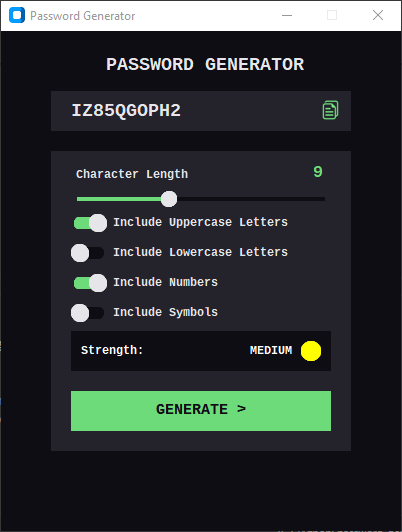 Password Generator
PASSWORD GENERATOR
IZ85QGOPH2
Character Length 9
Include Uppercase Letters
Include Lowercase Letters
Include Numbers
Include Symbols
Strength: MEDIUM
GENERATE >